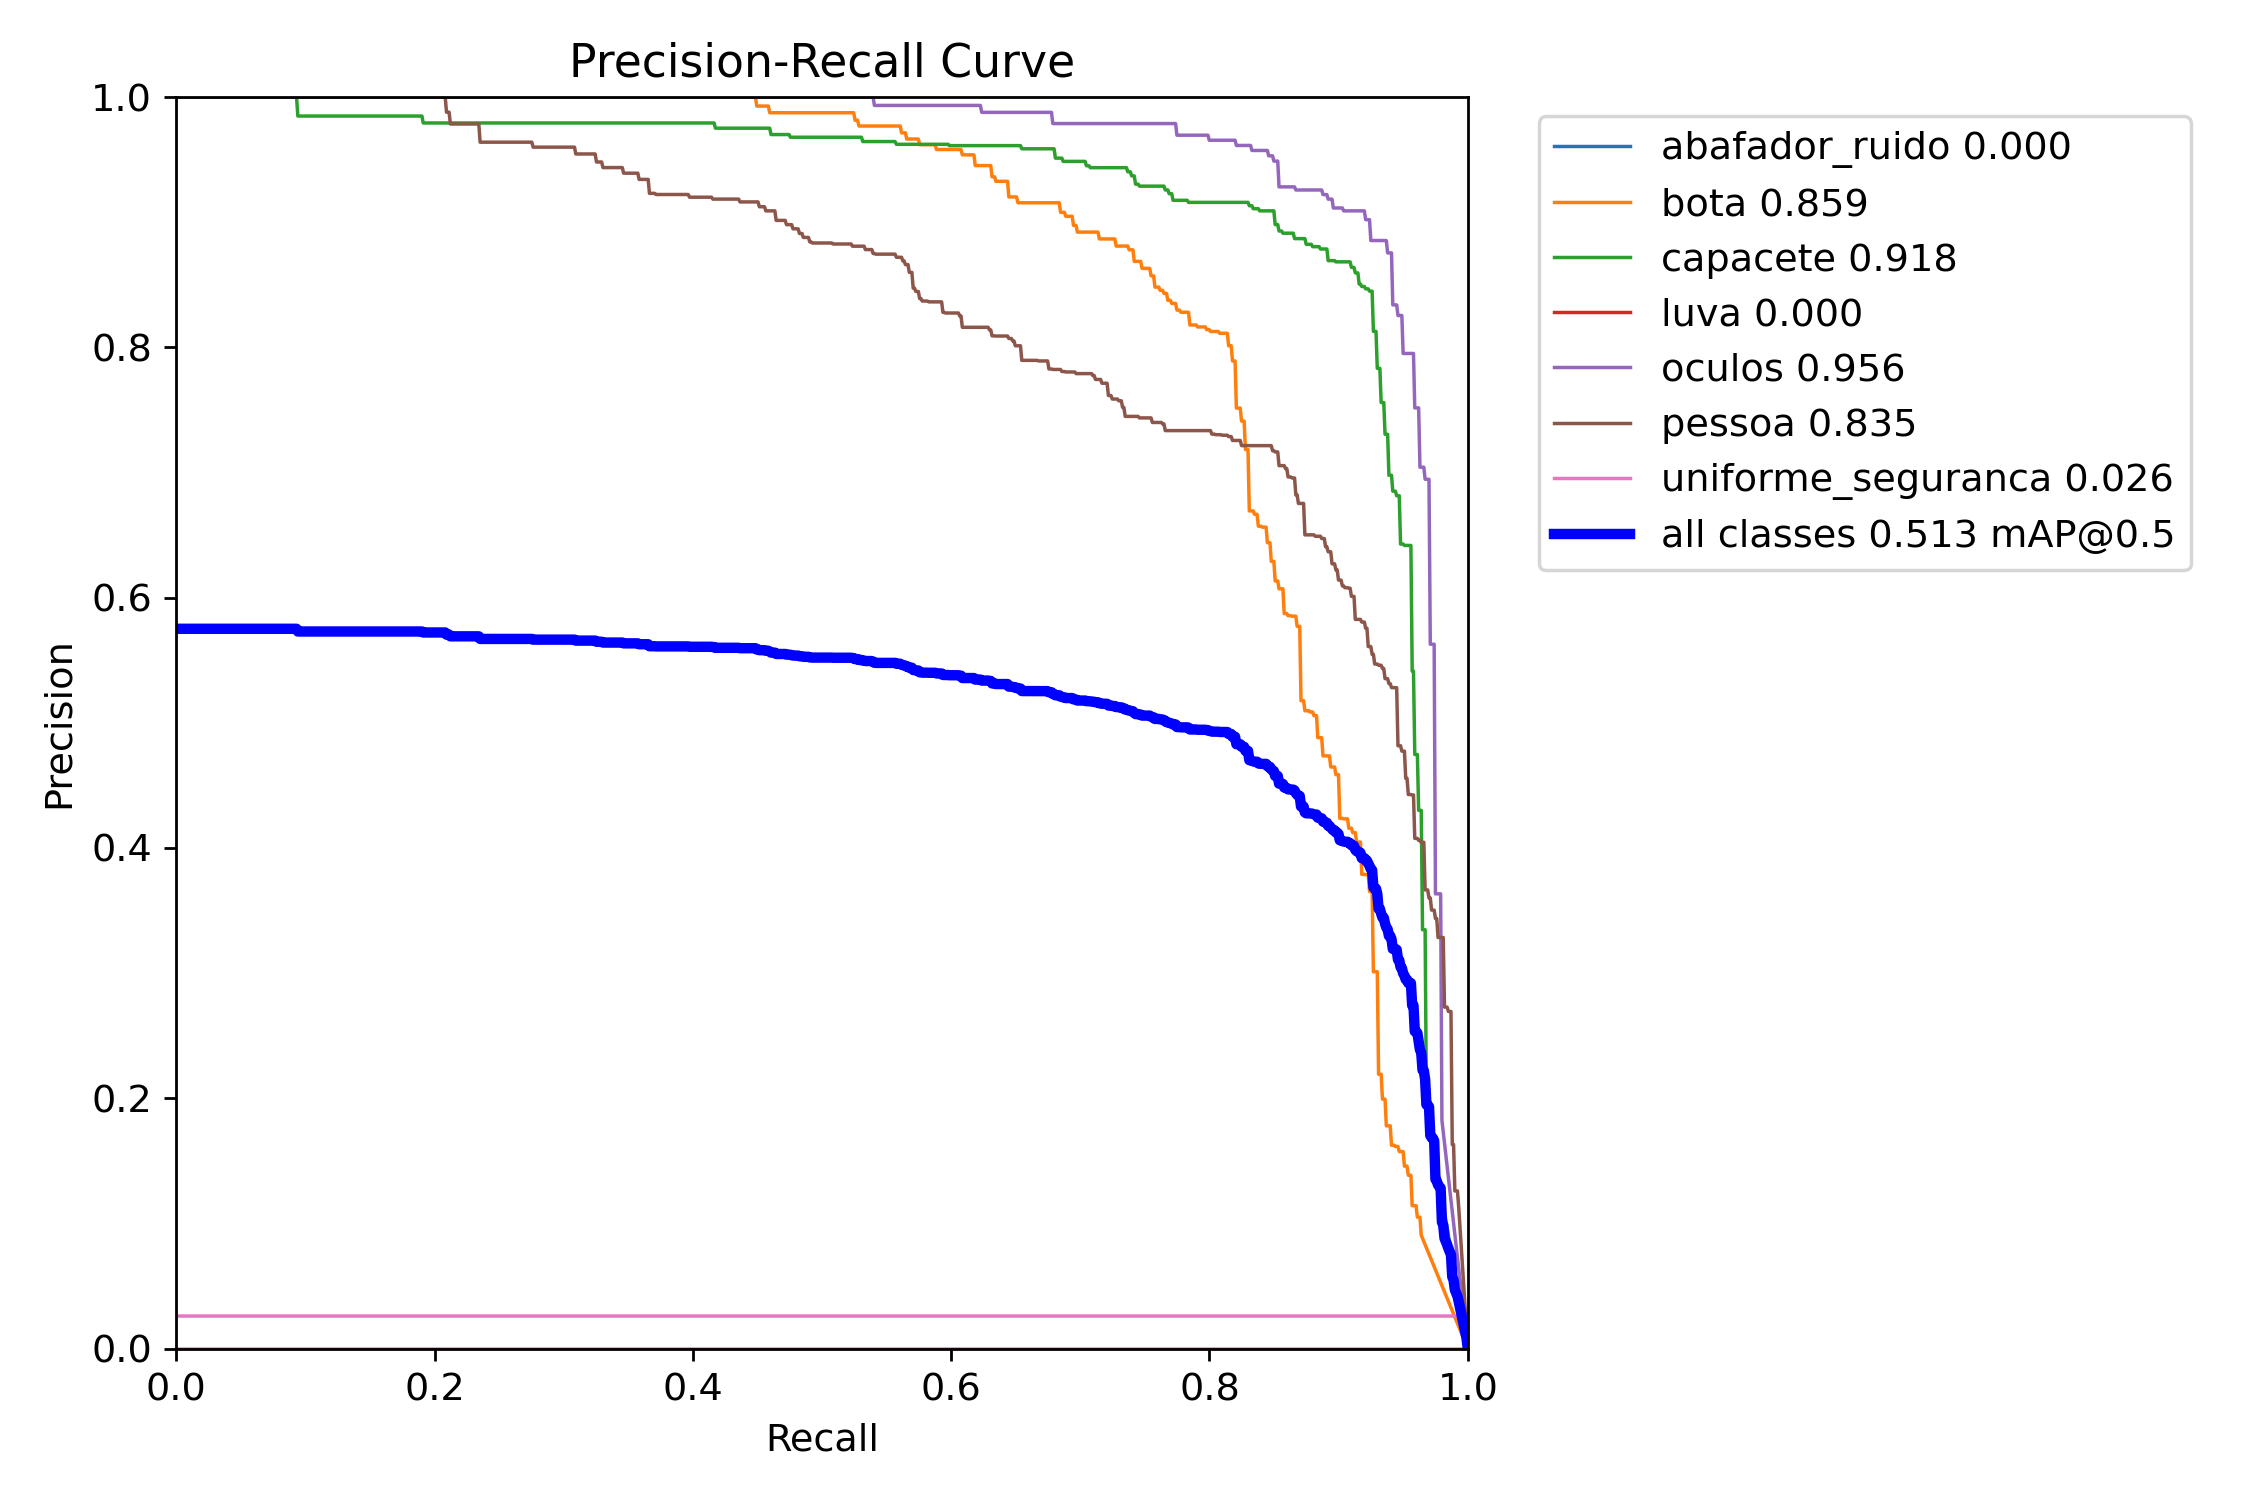 Precision-Recall Curve
1.0
0.8
0.6
0.4
0.2
0.0
Precision
0.0 0.2 0.4 0.6 0.8 1.0
Recall
abafador_ruido 0.000
bota 0.859
capacete 0.918
luva 0.000
oculos 0.956
pessoa 0.835
uniforme_seguranca 0.026
all classes 0.513 mAP@0.5